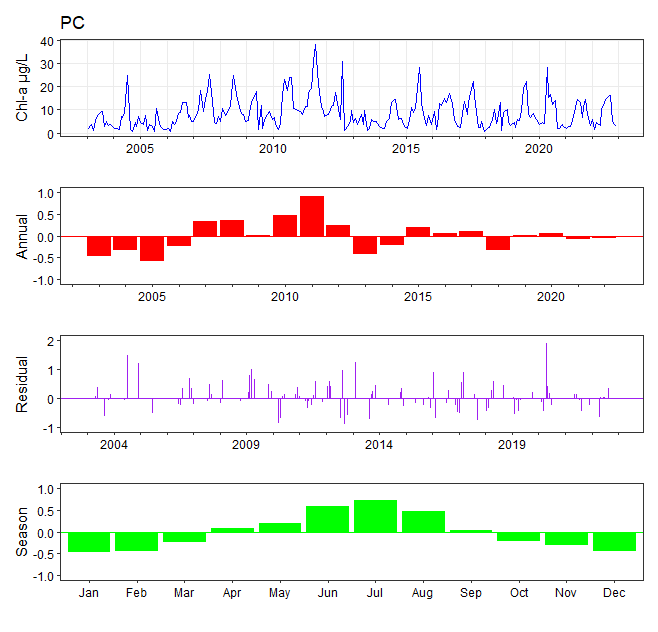 PC
Chl-a µg/L
40
30
20
10
0
2005 2010 2015 2020
Annual
1.0
0.5
0.0
-0.5
-1.0
2005 2010 2015 2020
Residual
2
1
0
-1
2004 2009 2014 2019
Season
1.0
0.5
0.0
-0.5
-1.0
Jan Feb Mar Apr May Jun Jul Aug Sep Oct Nov Dec